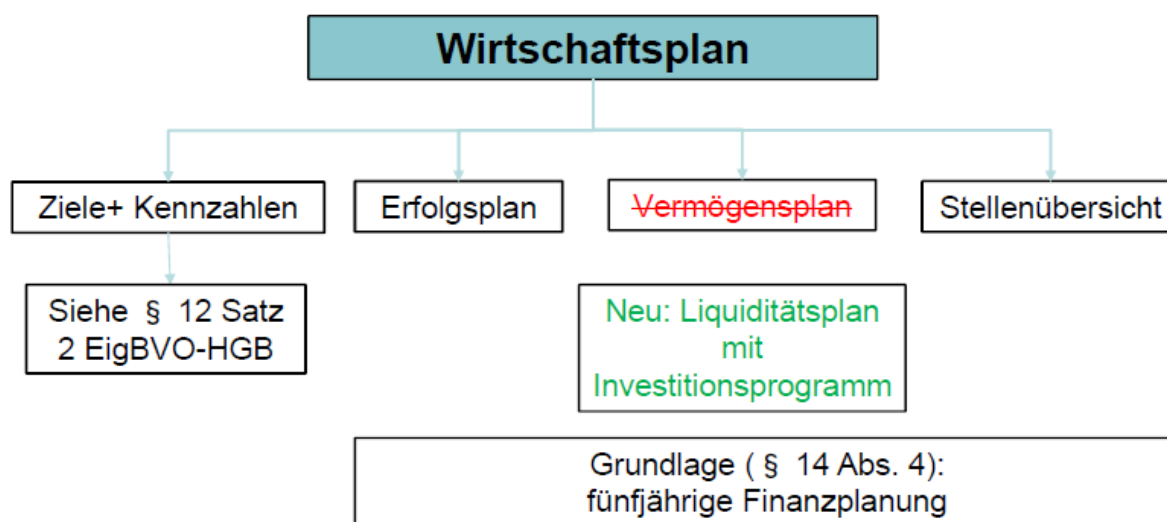 Wirtschaftsplan
Ziele+ Kennzahlen
Erfolgsplan
Vermögensplan
Stellenübersicht
Siehe § 12 Satz
2 EigBVO-HGB
Neu: Liquiditätsplan
mit
Investitionsprogramm
Grundlage ( § 14 Abs. 4):
fünfjährige Finanzplanung